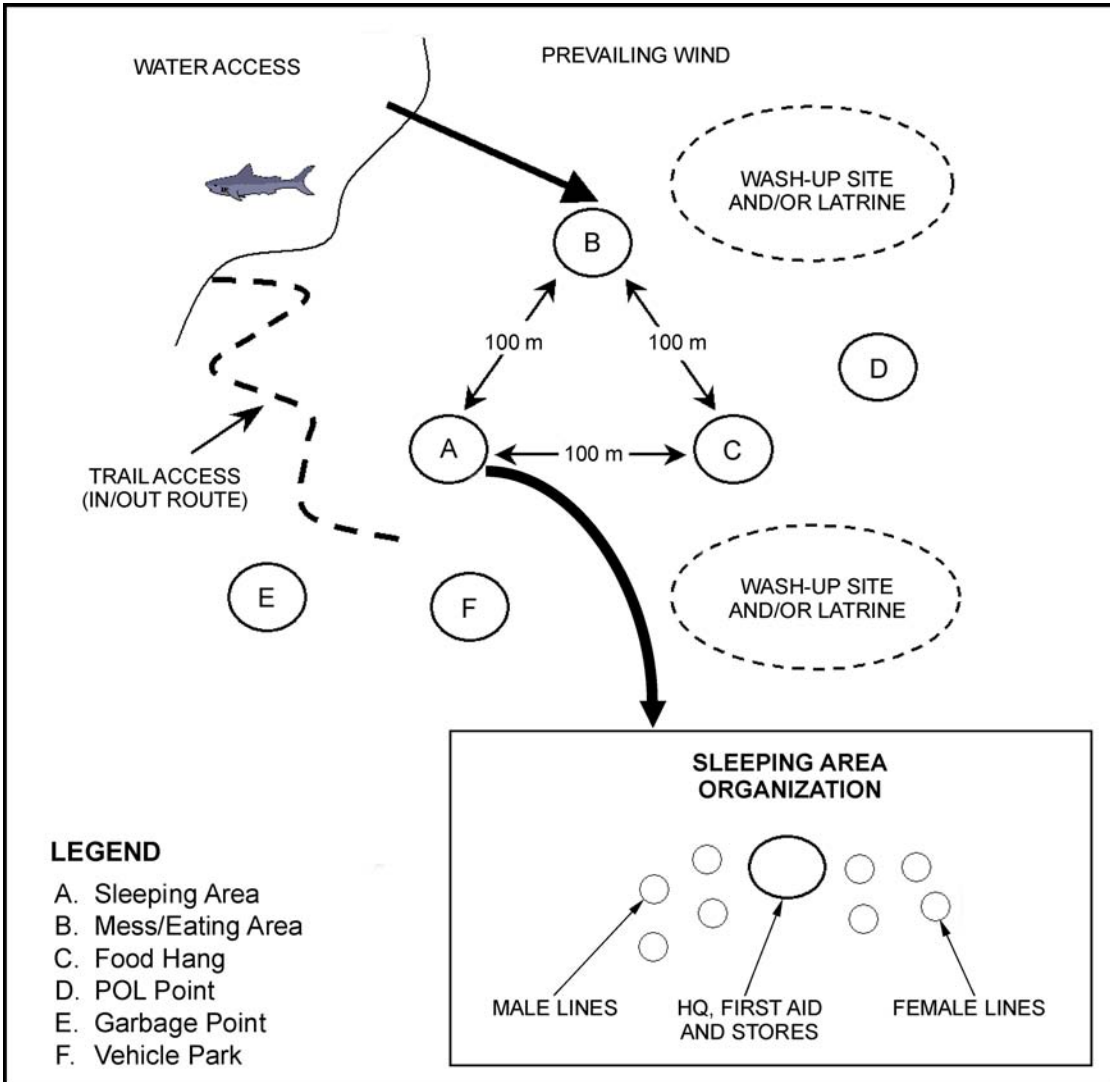 WATER ACCESS
PREVAILING WIND
WASH-UP SITE
AND/OR LATRINE
B
100 m
100 m
D
A
100 m
C
TRAIL ACCESS
(IN/OUT ROUTE)
E
F
WASH-UP SITE
AND/OR LATRINE
SLEEPING AREA
ORGANIZATION
MALE LINES
HQ, FIRST AID
AND STORES
FEMALE LINES
LEGEND
A. Sleeping Area
B. Mess/Eating Area
C. Food Hang
D. POL Point
E. Garbage Point
F. Vehicle Park